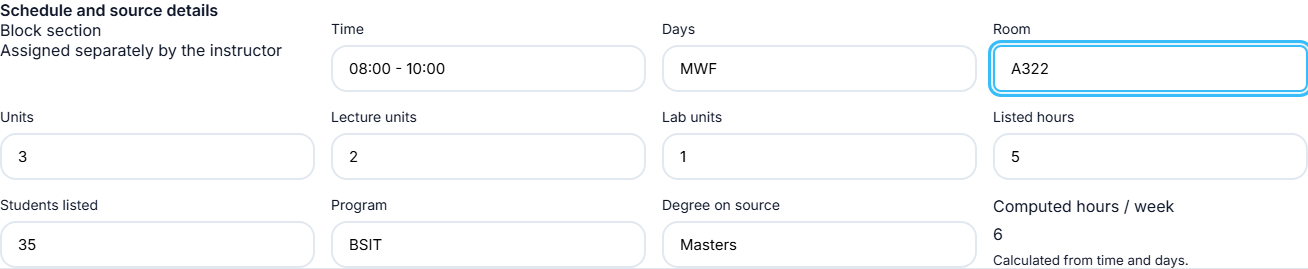 Schedule and source details
Block section
Assigned separately by the instructor
Time
08:00 - 10:00
Days
MWF
Room
A322
Units
3
Lecture units
2
Lab units
1
Listed hours
5
Students listed
35
Program
BSIT
Degree on source
Masters
Computed hours / week
6
Calculated from time and days.